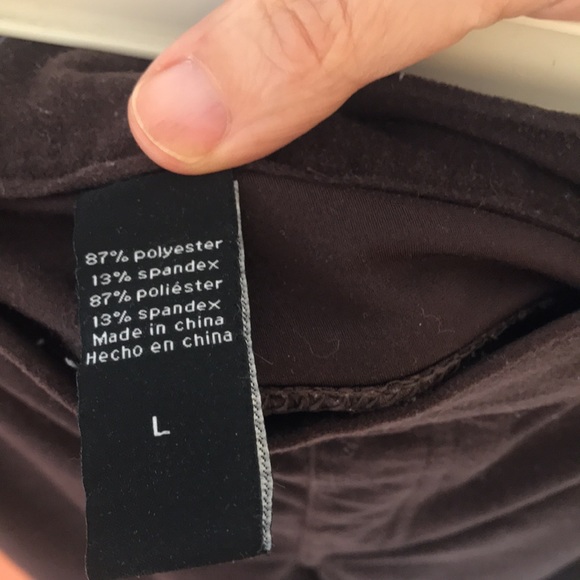 87% polyester
13% spandex
87% poliéster
13% spandex
Made in china
Hecho en china
L